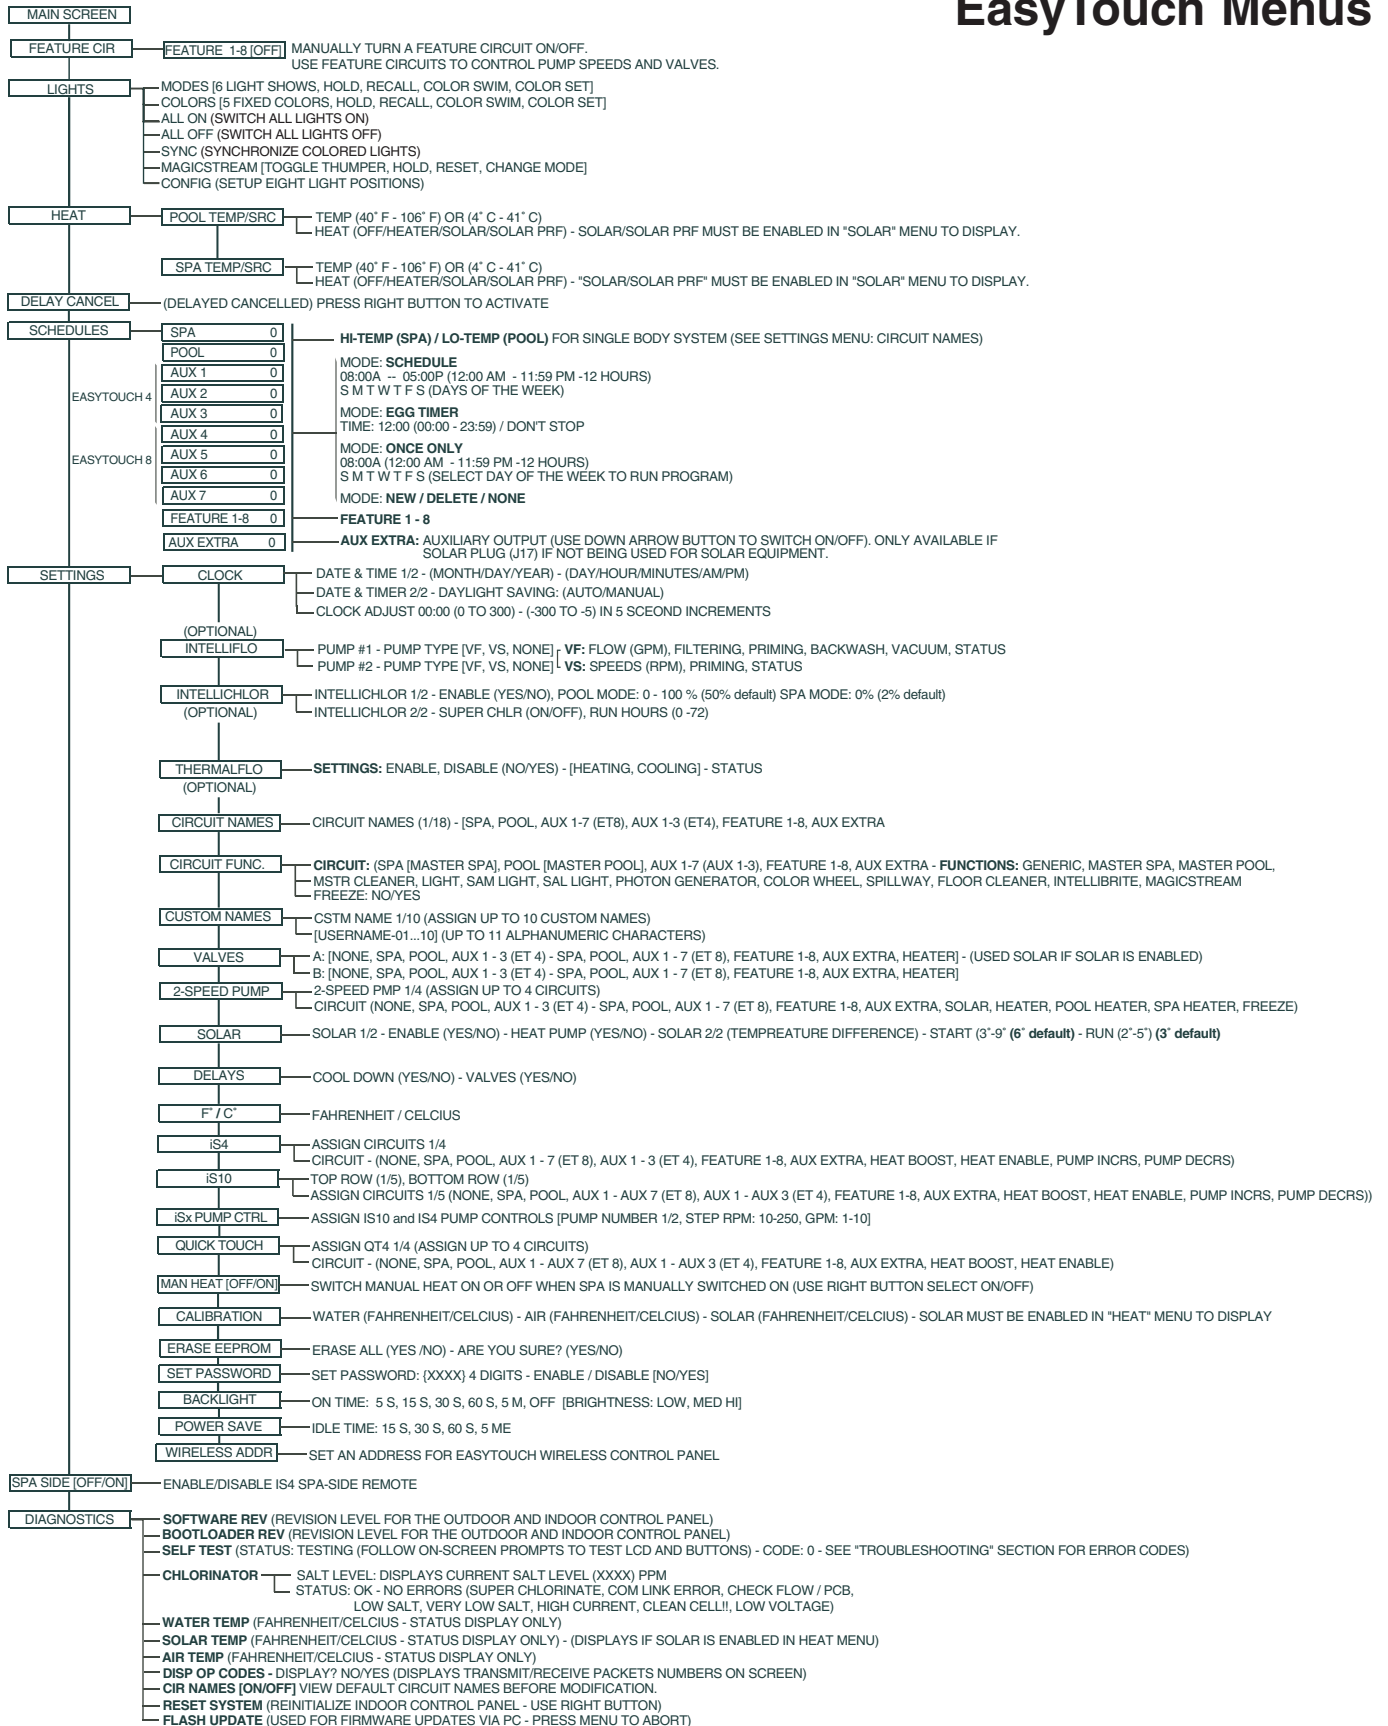 EasyTouch Menus
MAIN SCREEN
FEATURE CIR
FEATURE 1-8 [OFF]
MANUALLY TURN A FEATURE CIRCUIT ON/OFF.
USE FEATURE CIRCUITS TO CONTROL PUMP SPEEDS AND VALVES.
LIGHTS
MODES [6 LIGHT SHOWS, HOLD, RECALL, COLOR SWIM, COLOR SET]
COLORS [5 FIXED COLORS, HOLD, RECALL, COLOR SWIM, COLOR SET]
ALL ON (SWITCH ALL LIGHTS ON)
ALL OFF (SWITCH ALL LIGHTS OFF)
SYNC (SYNCHRONIZE COLORED LIGHTS)
MAGICSTREAM [TOGGLE THUMPER, HOLD, RESET, CHANGE MODE]
CONFIG (SETUP EIGHT LIGHT POSITIONS)
HEAT
POOL TEMP/SRC
TEMP (40° F - 106° F) OR (4° C - 41° C)
HEAT (OFF/HEATER/SOLAR/SOLAR PRF) - SOLAR/SOLAR PRF MUST BE ENABLED IN "SOLAR" MENU TO DISPLAY.
SPA TEMP/SRC
TEMP (40° F - 106° F) OR (4° C - 41° C)
HEAT (OFF/HEATER/SOLAR/SOLAR PRF) - "SOLAR/SOLAR PRF" MUST BE ENABLED IN "SOLAR" MENU TO DISPLAY.
DELAY CANCEL
(DELAYED CANCELLED) PRESS RIGHT BUTTON TO ACTIVATE
SCHEDULES
SPA 0
POOL 0
AUX 1 0
AUX 2 0
AUX 3 0
AUX 4 0
AUX 5 0
AUX 6 0
AUX 7 0
FEATURE 1-8 0
AUX EXTRA 0
EASYTOUCH 4
EASYTOUCH 8
HI-TEMP (SPA) / LO-TEMP (POOL) FOR SINGLE BODY SYSTEM (SEE SETTINGS MENU: CIRCUIT NAMES)
MODE: SCHEDULE
08:00A -- 05:00P (12:00 AM - 11:59 PM -12 HOURS)
S M T W T F S (DAYS OF THE WEEK)
MODE: EGG TIMER
TIME: 12:00 (00:00 - 23:59) / DON'T STOP
MODE: ONCE ONLY
08:00A (12:00 AM - 11:59 PM -12 HOURS)
S M T W T F S (SELECT DAY OF THE WEEK TO RUN PROGRAM)
MODE: NEW / DELETE / NONE
FEATURE 1 - 8
AUX EXTRA: AUXILIARY OUTPUT (USE DOWN ARROW BUTTON TO SWITCH ON/OFF). ONLY AVAILABLE IF
SOLAR PLUG (J17) IF NOT BEING USED FOR SOLAR EQUIPMENT.
SETTINGS
CLOCK
DATE & TIME 1/2 - (MONTH/DAY/YEAR) - (DAY/HOUR/MINUTES/AM/PM)
DATE & TIMER 2/2 - DAYLIGHT SAVING: (AUTO/MANUAL)
CLOCK ADJUST 00:00 (0 TO 300) - (-300 TO -5) IN 5 SCEOND INCREMENTS
(OPTIONAL)
INTELLIFLO
PUMP #1 - PUMP TYPE [VF, VS, NONE] VF: FLOW (GPM), FILTERING, PRIMING, BACKWASH, VACUUM, STATUS
PUMP #2 - PUMP TYPE [VF, VS, NONE] VS: SPEEDS (RPM), PRIMING, STATUS
INTELLICHLOR
(OPTIONAL)
INTELLICHLOR 1/2 - ENABLE (YES/NO), POOL MODE: 0 - 100 % (50% default) SPA MODE: 0% (2% default)
INTELLICHLOR 2/2 - SUPER CHLR (ON/OFF), RUN HOURS (0 -72)
THERMALFLO
(OPTIONAL)
SETTINGS: ENABLE, DISABLE (NO/YES) - [HEATING, COOLING] - STATUS
CIRCUIT NAMES
CIRCUIT NAMES (1/18) - [SPA, POOL, AUX 1-7 (ET8), AUX 1-3 (ET4), FEATURE 1-8, AUX EXTRA
CIRCUIT FUNC.
CIRCUIT: (SPA [MASTER SPA], POOL [MASTER POOL], AUX 1-7 (AUX 1-3), FEATURE 1-8, AUX EXTRA - FUNCTIONS: GENERIC, MASTER SPA, MASTER POOL,
MSTR CLEANER, LIGHT, SAM LIGHT, SAL LIGHT, PHOTON GENERATOR, COLOR WHEEL, SPILLWAY, FLOOR CLEANER, INTELLIBRITE, MAGICSTREAM
FREEZE: NO/YES
CUSTOM NAMES
CSTM NAME 1/10 (ASSIGN UP TO 10 CUSTOM NAMES)
[USERNAME-01...10] (UP TO 11 ALPHANUMERIC CHARACTERS)
VALVES
A: [NONE, SPA, POOL, AUX 1 - 3 (ET 4) - SPA, POOL, AUX 1 - 7 (ET 8), FEATURE 1-8, AUX EXTRA, HEATER] - (USED SOLAR IF SOLAR IS ENABLED)
B: [NONE, SPA, POOL, AUX 1 - 3 (ET 4) - SPA, POOL, AUX 1 - 7 (ET 8), FEATURE 1-8, AUX EXTRA, HEATER]
2-SPEED PUMP
2-SPEED PMP 1/4 (ASSIGN UP TO 4 CIRCUITS)
CIRCUIT (NONE, SPA, POOL, AUX 1 - 3 (ET 4) - SPA, POOL, AUX 1 - 7 (ET 8), FEATURE 1-8, AUX EXTRA, SOLAR, HEATER, POOL HEATER, SPA HEATER, FREEZE)
SOLAR
SOLAR 1/2 - ENABLE (YES/NO) - HEAT PUMP (YES/NO) - SOLAR 2/2 (TEMPREATURE DIFFERENCE) - START (3°-9° (6° default) - RUN (2°-5°) (3° default)
DELAYS
COOL DOWN (YES/NO) - VALVES (YES/NO)
F° / C°
FAHRENHEIT / CELCIUS
iS4
ASSIGN CIRCUITS 1/4
CIRCUIT - (NONE, SPA, POOL, AUX 1 - 7 (ET 8), AUX 1 - 3 (ET 4), FEATURE 1-8, AUX EXTRA, HEAT BOOST, HEAT ENABLE, PUMP INCRS, PUMP DECRS)
iS10
TOP ROW (1/5), BOTTOM ROW (1/5)
ASSIGN CIRCUITS 1/5 (NONE, SPA, POOL, AUX 1 - AUX 7 (ET 8), AUX 1 - AUX 3 (ET 4), FEATURE 1-8, AUX EXTRA, HEAT BOOST, HEAT ENABLE, PUMP INCRS, PUMP DECRS))
iSx PUMP CTRL
ASSIGN IS10 and IS4 PUMP CONTROLS [PUMP NUMBER 1/2, STEP RPM: 10-250, GPM: 1-10]
QUICK TOUCH
ASSIGN QT4 1/4 (ASSIGN UP TO 4 CIRCUITS)
CIRCUIT - (NONE, SPA, POOL, AUX 1 - AUX 7 (ET 8), AUX 1 - AUX 3 (ET 4), FEATURE 1-8, AUX EXTRA, HEAT BOOST, HEAT ENABLE)
MAN HEAT [OFF/ON]
SWITCH MANUAL HEAT ON OR OFF WHEN SPA IS MANUALLY SWITCHED ON (USE RIGHT BUTTON SELECT ON/OFF)
CALIBRATION
WATER (FAHRENHEIT/CELCIUS) - AIR (FAHRENHEIT/CELCIUS) - SOLAR (FAHRENHEIT/CELCIUS) - SOLAR MUST BE ENABLED IN "HEAT" MENU TO DISPLAY
ERASE EEPROM
ERASE ALL (YES /NO) - ARE YOU SURE? (YES/NO)
SET PASSWORD
SET PASSWORD: {XXXX} 4 DIGITS - ENABLE / DISABLE [NO/YES]
BACKLIGHT
ON TIME: 5 S, 15 S, 30 S, 60 S, 5 M, OFF [BRIGHTNESS: LOW, MED HI]
POWER SAVE
IDLE TIME: 15 S, 30 S, 60 S, 5 ME
WIRELESS ADDR
SET AN ADDRESS FOR EASYTOUCH WIRELESS CONTROL PANEL
SPA SIDE [OFF/ON]
ENABLE/DISABLE IS4 SPA-SIDE REMOTE
DIAGNOSTICS
SOFTWARE REV (REVISION LEVEL FOR THE OUTDOOR AND INDOOR CONTROL PANEL)
BOOTLOADER REV (REVISION LEVEL FOR THE OUTDOOR AND INDOOR CONTROL PANEL)
SELF TEST (STATUS: TESTING (FOLLOW ON-SCREEN PROMPTS TO TEST LCD AND BUTTONS) - CODE: 0 - SEE "TROUBLESHOOTING" SECTION FOR ERROR CODES)
CHLORINATOR
SALT LEVEL: DISPLAYS CURRENT SALT LEVEL (XXXX) PPM
STATUS: OK - NO ERRORS (SUPER CHLORINATE, COM LINK ERROR, CHECK FLOW / PCB,
LOW SALT, VERY LOW SALT, HIGH CURRENT, CLEAN CELL!!, LOW VOLTAGE)
WATER TEMP (FAHRENHEIT/CELCIUS - STATUS DISPLAY ONLY)
SOLAR TEMP (FAHRENHEIT/CELCIUS - STATUS DISPLAY ONLY) - (DISPLAYS IF SOLAR IS ENABLED IN HEAT MENU)
AIR TEMP (FAHRENHEIT/CELCIUS - STATUS DISPLAY ONLY)
DISP OP CODES - DISPLAY? NO/YES (DISPLAYS TRANSMIT/RECEIVE PACKETS NUMBERS ON SCREEN)
CIR NAMES [ON/OFF] VIEW DEFAULT CIRCUIT NAMES BEFORE MODIFICATION.
RESET SYSTEM (REINITIALIZE INDOOR CONTROL PANEL - USE RIGHT BUTTON)
FLASH UPDATE (USED FOR FIRMWARE UPDATES VIA PC - PRESS MENU TO ABORT)